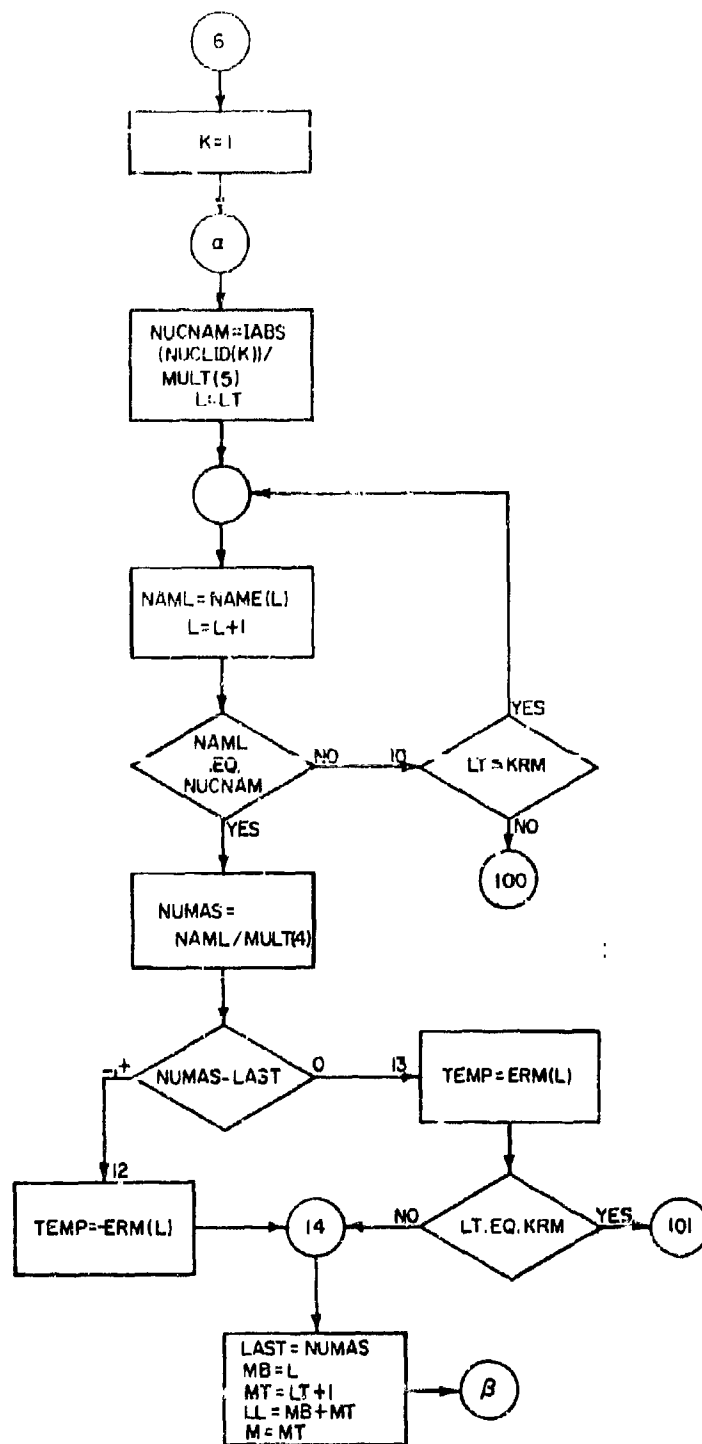 6
K=1
α
NUCNAM=IABS
(NUCLID(K))/
MULT(5)
L=LT
NAML=NAME(L)
L=L+1
YES
NAML
.EQ.
NUCNAM
NO
10
LT=KRM
YES
NO
100
NUMAS=
NAML/MULT(4)
-,+
NUMAS-LAST
0
13
TEMP=ERM(L)
12
TEMP=-ERM(L)
14
NO
LT.EQ.KRM
YES
101
LAST=NUMAS
MB=L
MT=LT+1
LL=MB+MT
M=MT
β